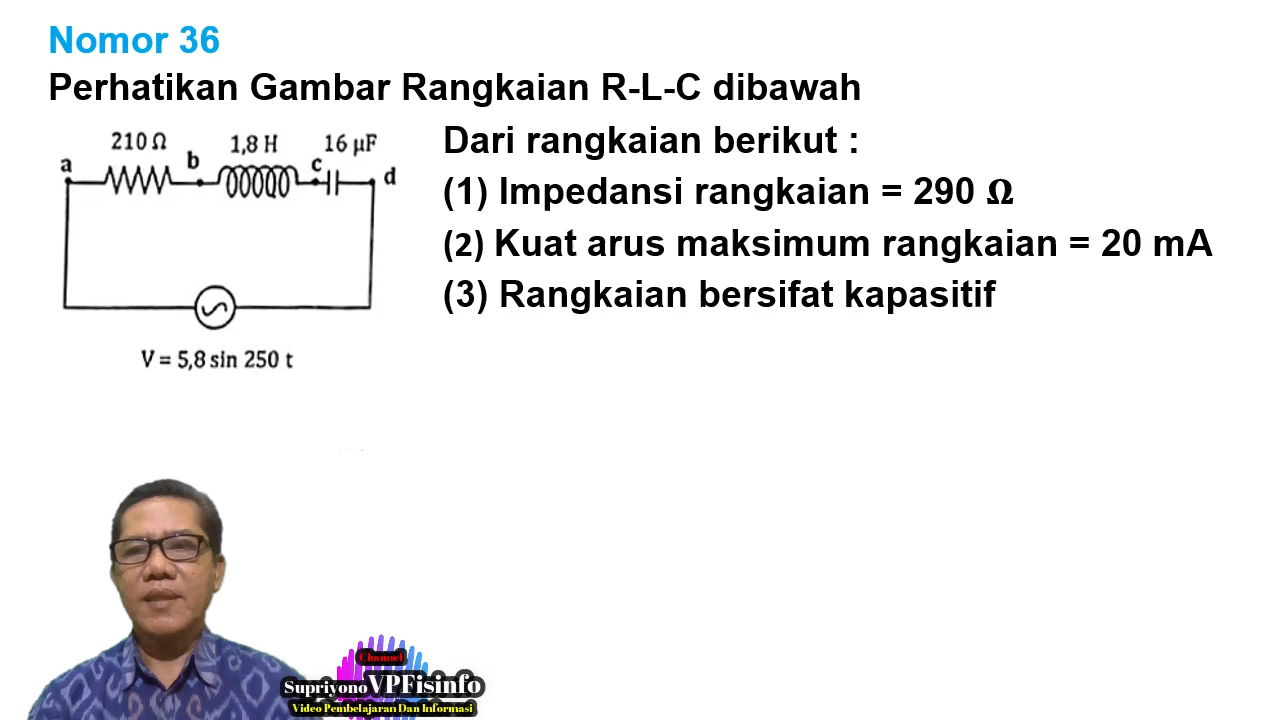 Nomor 36
Perhatikan Gambar Rangkaian R-L-C dibawah
210 Ω
1,8 H
16 μF
a
b
c
d
V = 5,8 sin 250 t
Dari rangkaian berikut :
(1) Impedansi rangkaian = 290 Ω
(2) Kuat arus maksimum rangkaian = 20 mA
(3) Rangkaian bersifat kapasitif
Channel
Supriyono VPFisinfo
Video Pembelajaran Dan Informasi